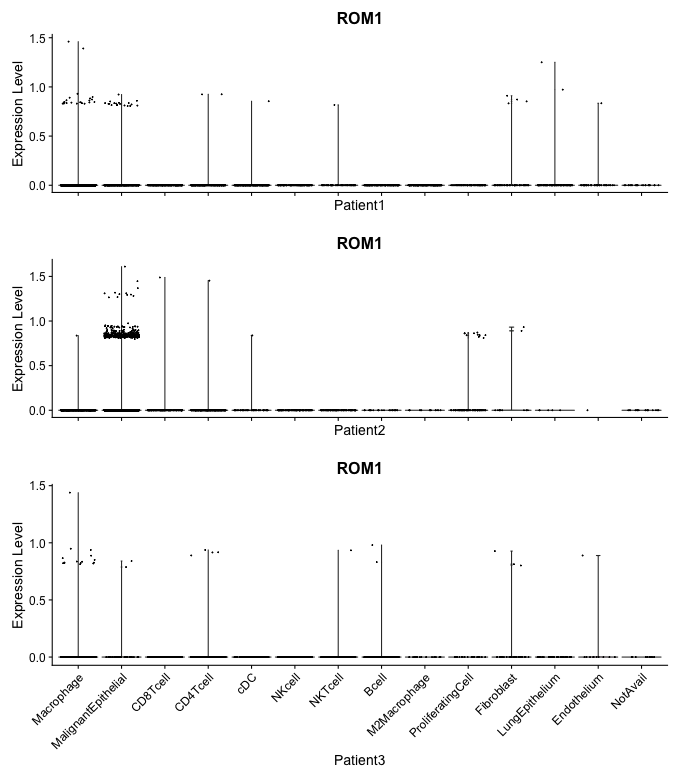 ROM1
Expression Level
1.5
1.0
0.5
0.0
Patient1
ROM1
Expression Level
1.5
1.0
0.5
0.0
Patient2
ROM1
Expression Level
1.5
1.0
0.5
0.0
Macrophage
MalignantEpithelial
CD8Tcell
CD4Tcell
cDC
NKcell
NKTcell
Bcell
M2Macrophage
ProliferatingCell
Fibroblast
LungEpithelium
Endothelium
NotAvail
Patient3